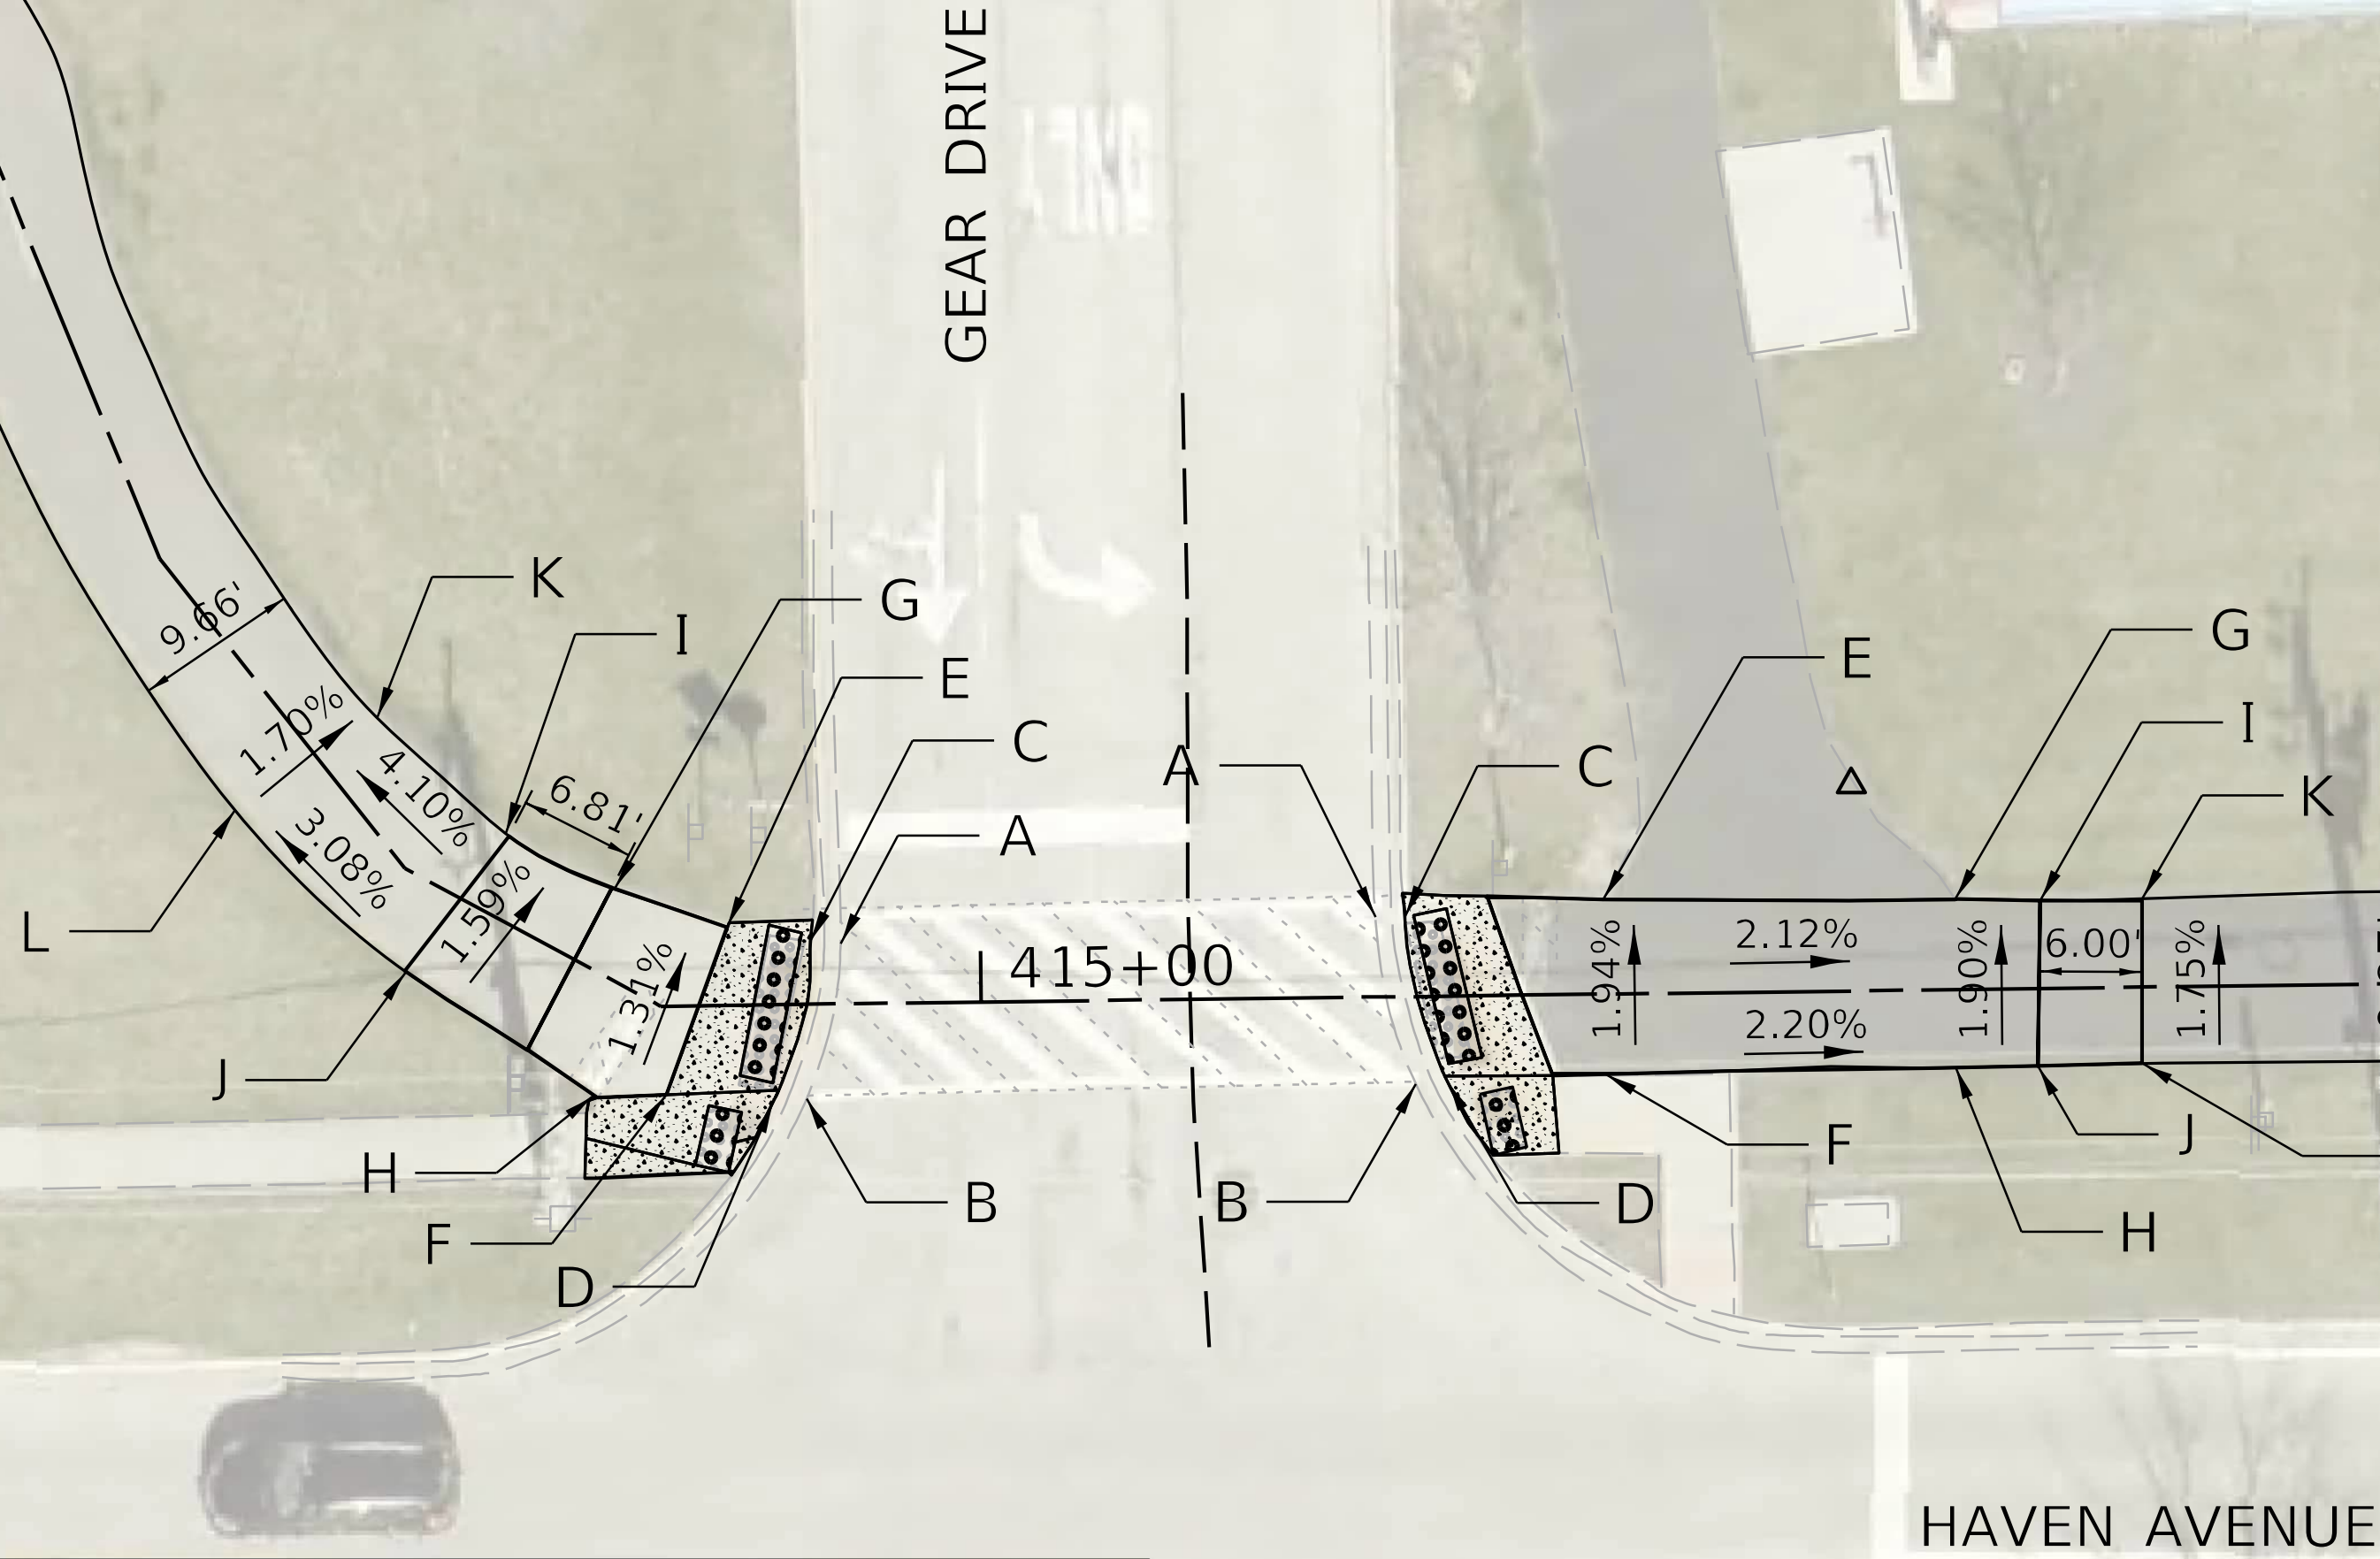 GEAR DRIVE
ONLY
K
G
I
E
C
A
9.66'
1.70%
4.10%
6.81'
3.08%
1.59%
1.31%
L
J
H
F
D
B
415+00
A
C
E
G
I
K
1.94%
2.12%
2.20%
1.90%
6.00'
1.75%
B
D
F
H
J
HAVEN AVENUE